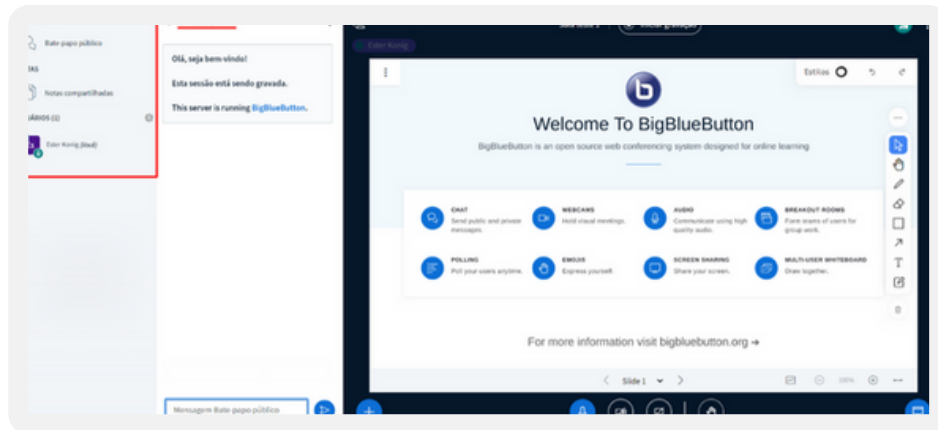 Bate-papo público
Notas compartilhadas
Ester Konig (Você)
Olá, seja bem-vindo!
Esta sessão está sendo gravada.
This server is running BigBlueButton.
Mensagem Bate-papo público
Estilos
Welcome To BigBlueButton
BigBlueButton is an open source web conferencing system designed for online learning
CHAT
Send public and private
messages.
WEBCAMS
Hold visual meetings.
AUDIO
Communicate using high
quality audio.
BREAKOUT ROOMS
Form teams of users for
group work.
POLLING
Poll your users anytime.
EMOJIS
Express yourself.
SCREEN SHARING
Share your screen.
MULTI-USER WHITEBOARD
Draw together.
For more information visit bigbluebutton.org →
Slide 1
100%